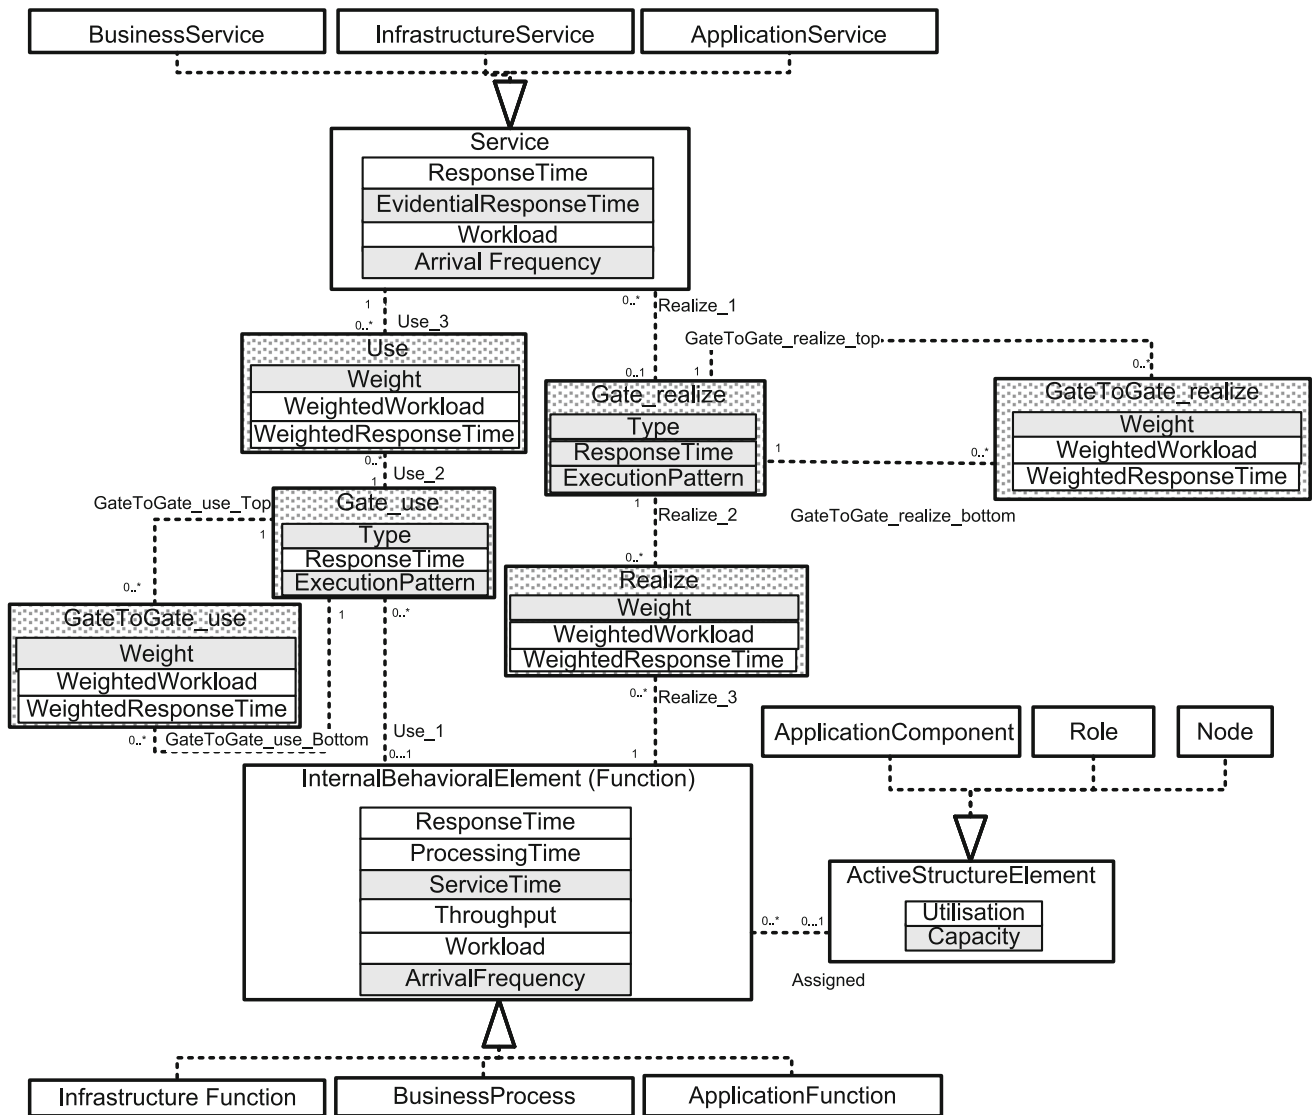 BusinessService
InfrastructureService
ApplicationService
Service
ResponseTime
EvidentialResponseTime
Workload
Arrival Frequency
1
0..*
Use_3
0..*
Realize_1
GateToGate_realize_top
0..1
1
0..*
Use
Weight
WeightedWorkload
WeightedResponseTime
Gate_realize
Type
ResponseTime
ExecutionPattern
GateToGate_realize
Weight
WeightedWorkload
WeightedResponseTime
1
0..*
GateToGate_realize_bottom
0..*
Use_2
1
GateToGate_use_Top
1
0..*
Gate_use
Type
ResponseTime
ExecutionPattern
1
Realize_2
0..*
Realize
Weight
WeightedWorkload
WeightedResponseTime
GateToGate_use
Weight
WeightedWorkload
WeightedResponseTime
1
0..*
0..*
GateToGate_use_Bottom
Use_1
0...1
0..*
Realize_3
1
ApplicationComponent
Role
Node
InternalBehavioralElement (Function)
ResponseTime
ProcessingTime
ServiceTime
Throughput
Workload
ArrivalFrequency
0..*
0...1
Assigned
ActiveStructureElement
Utilisation
Capacity
Infrastructure Function
BusinessProcess
ApplicationFunction